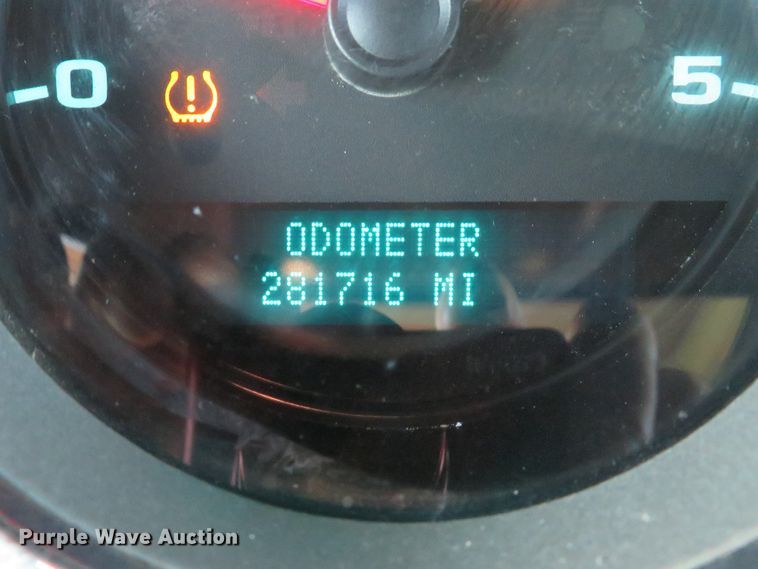 0 5
ODOMETER
281716 MI
Purple Wave Auction